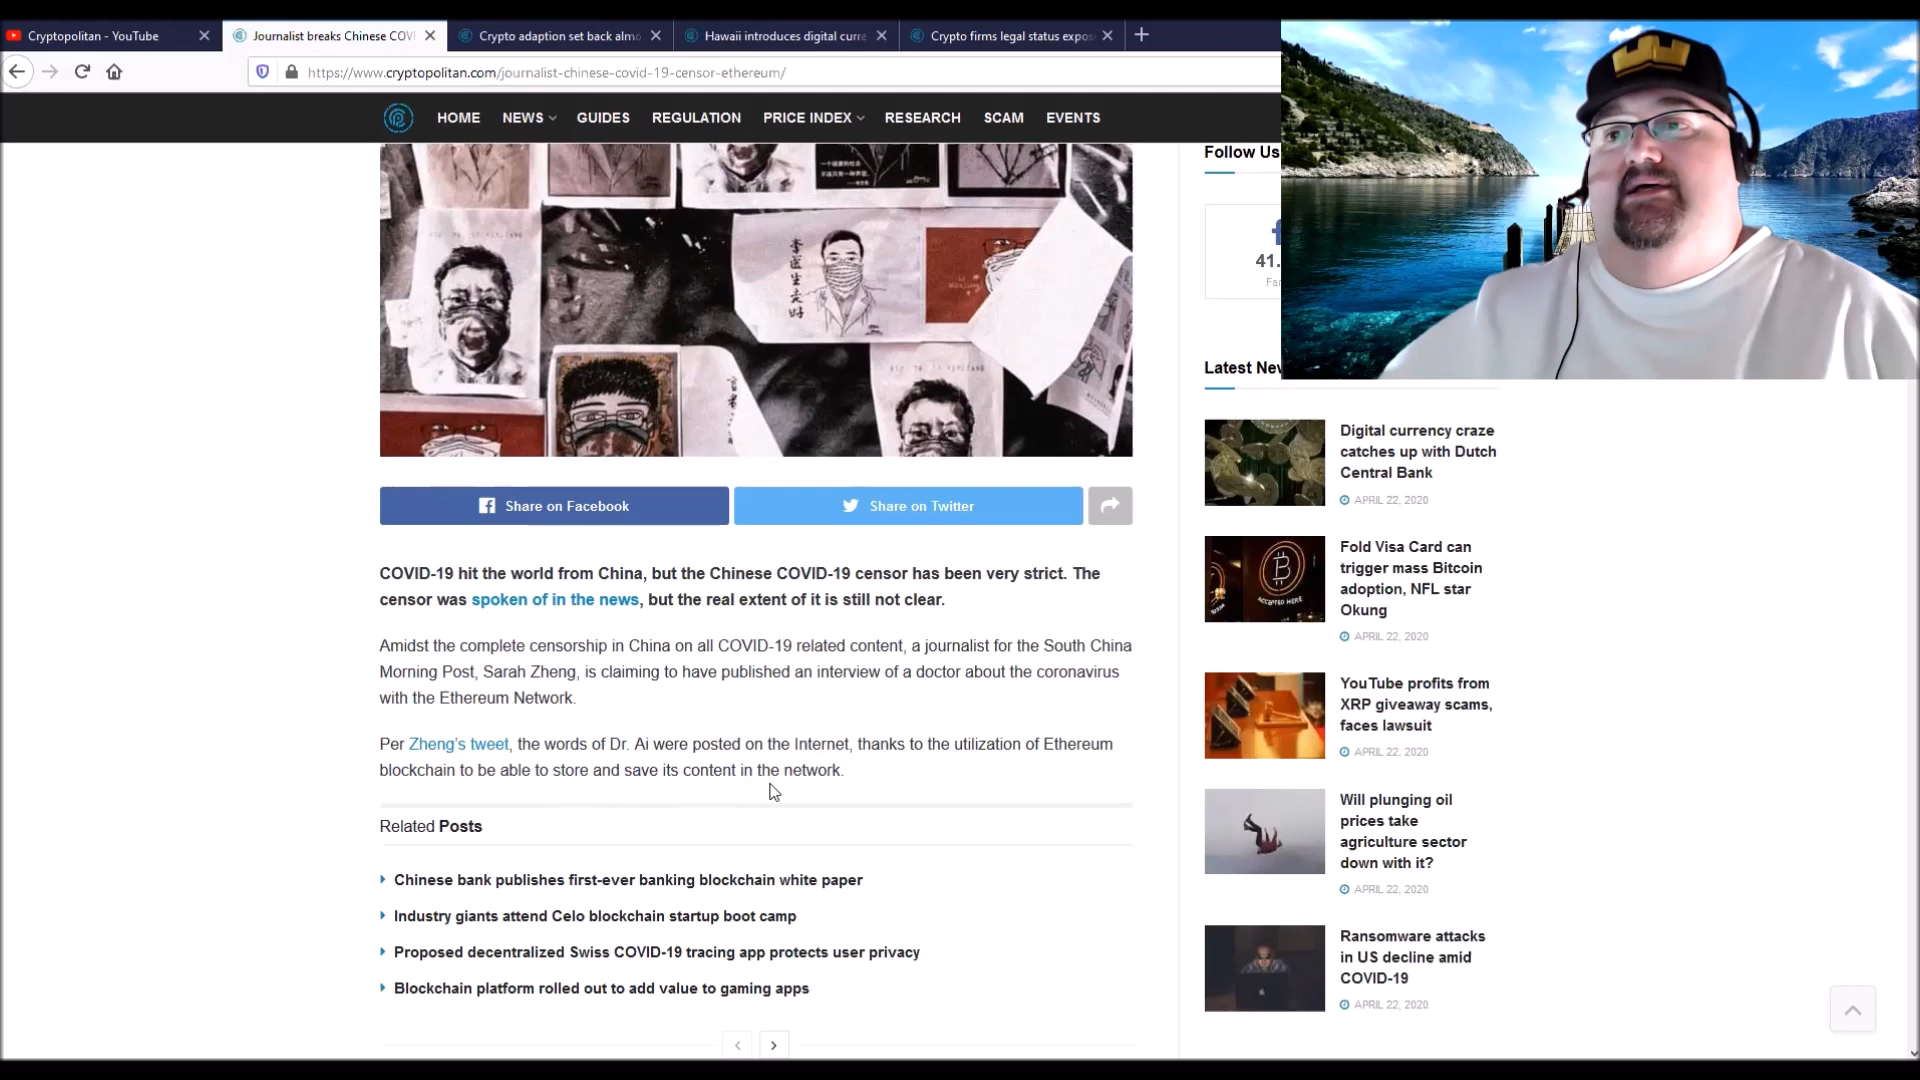 Cryptopolitan - YouTube
Journalist breaks Chinese COVI
Crypto adaption set back almo
Hawaii introduces digital curre
Crypto firms legal status expos
https://www.cryptopolitan.com/journalist-chinese-covid-19-censor-ethereum/
HOME NEWS GUIDES REGULATION PRICE INDEX RESEARCH SCAM EVENTS
李医生走好
Share on Facebook
Share on Twitter
COVID-19 hit the world from China, but the Chinese COVID-19 censor has been very strict. The
censor was spoken of in the news, but the real extent of it is still not clear.
Amidst the complete censorship in China on all COVID-19 related content, a journalist for the South China
Morning Post, Sarah Zheng, is claiming to have published an interview of a doctor about the coronavirus
with the Ethereum Network.
Per Zheng's tweet, the words of Dr. Ai were posted on the Internet, thanks to the utilization of Ethereum
blockchain to be able to store and save its content in the network.
Related Posts
Chinese bank publishes first-ever banking blockchain white paper
Industry giants attend Celo blockchain startup boot camp
Proposed decentralized Swiss COVID-19 tracing app protects user privacy
Blockchain platform rolled out to add value to gaming apps
Follow Us
41.
Fan
Latest New
Digital currency craze
catches up with Dutch
Central Bank
APRIL 22, 2020
Fold Visa Card can
trigger mass Bitcoin
adoption, NFL star
Okung
APRIL 22, 2020
ACCEPTED HERE
YouTube profits from
XRP giveaway scams,
faces lawsuit
APRIL 22, 2020
Will plunging oil
prices take
agriculture sector
down with it?
APRIL 22, 2020
Ransomware attacks
in US decline amid
COVID-19
APRIL 22, 2020